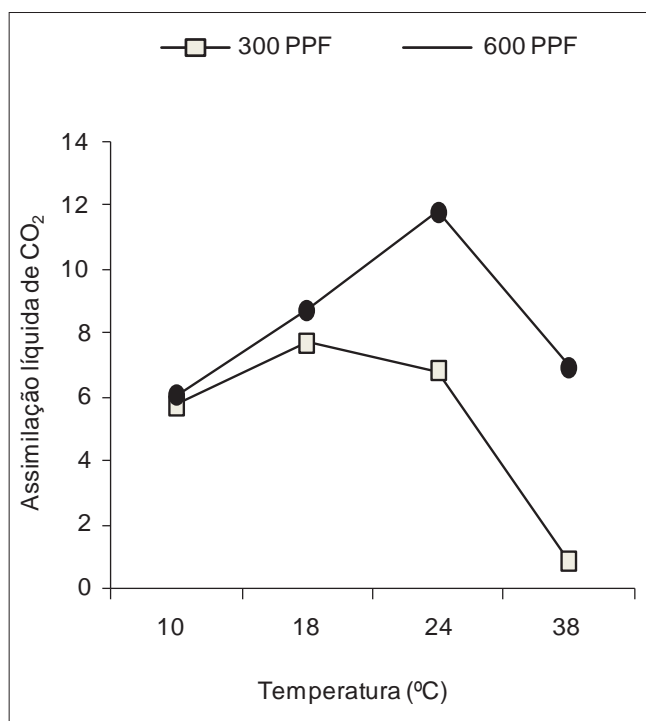 300 PPF 600 PPF
14
12
10
8
6
4
2
0
Assimilação líquida de CO₂
10 18 24 38
Temperatura (ºC)